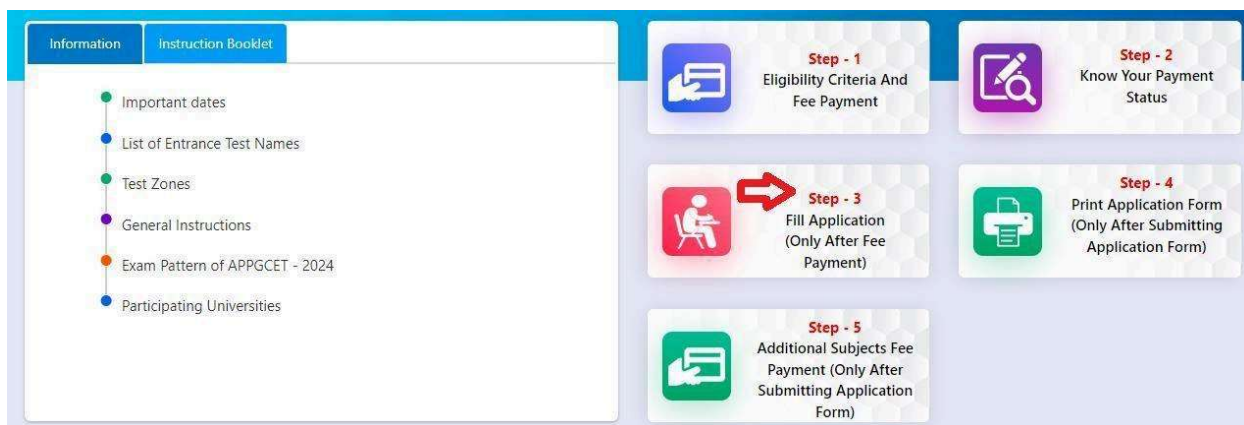 Information
Instruction Booklet
Important dates
List of Entrance Test Names
Test Zones
General Instructions
Exam Pattern of APPGCET - 2024
Participating Universities
Step - 1
Eligibility Criteria And
Fee Payment
Step - 2
Know Your Payment
Status
Step - 3
Fill Application
(Only After Fee
Payment)
Step - 4
Print Application Form
(Only After Submitting
Application Form)
Step - 5
Additional Subjects Fee
Payment (Only After
Submitting Application
Form)